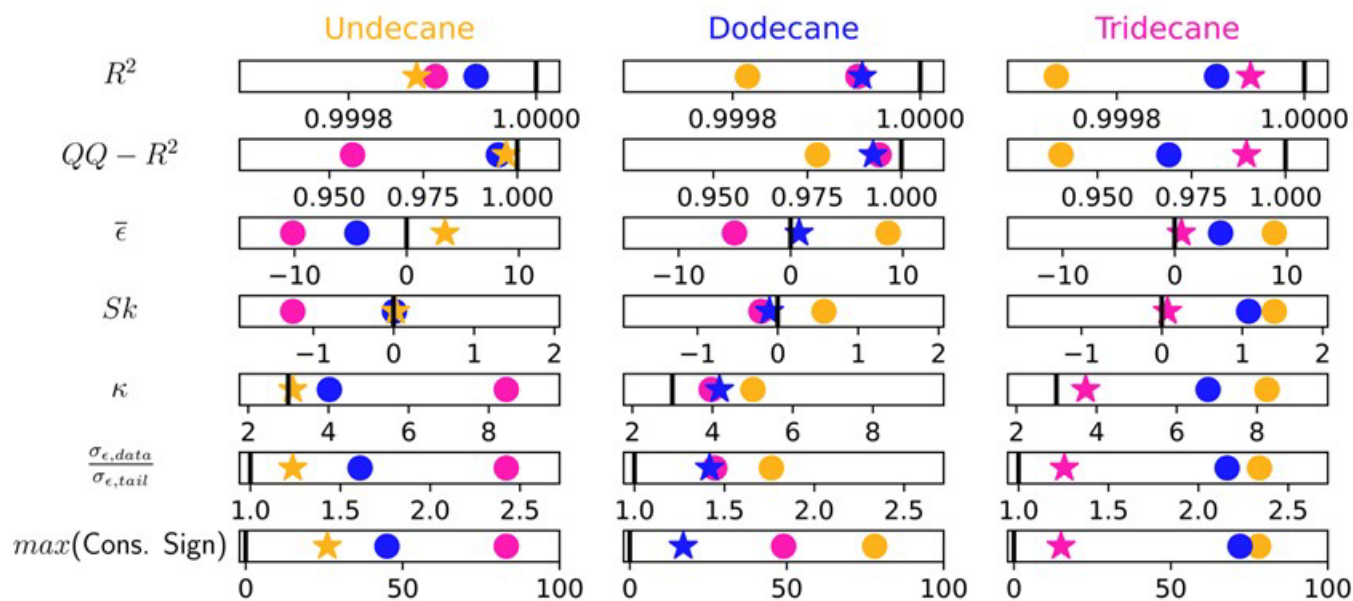 Undecane Dodecane Tridecane
R²
0.9998 1.0000 0.9998 1.0000 0.9998 1.0000
QQ − R²
0.950 0.975 1.000 0.950 0.975 1.000 0.950 0.975 1.000
ϵ̅
−10 0 10 −10 0 10 −10 0 10
Sk
−1 0 1 2 −1 0 1 2 −1 0 1 2
κ
2 4 6 8 2 4 6 8 2 4 6 8
σϵ,data
σϵ,tail
1.0 1.5 2.0 2.5 1.0 1.5 2.0 2.5 1.0 1.5 2.0 2.5
max(Cons. Sign)
0 50 100 0 50 100 0 50 100